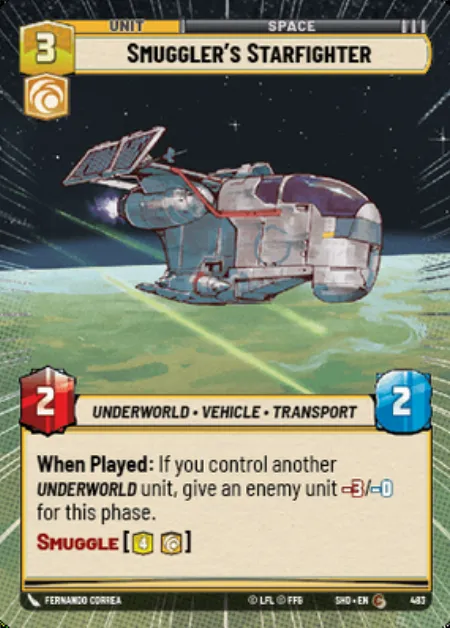 UNIT SPACE
3 SMUGGLER'S STARFIGHTER
2 UNDERWORLD • VEHICLE • TRANSPORT 2
When Played: If you control another
UNDERWORLD unit, give an enemy unit -3/-0
for this phase.
SMUGGLE [4]
FERNANDO CORREA © LFL © FFG SHD • EN C 483